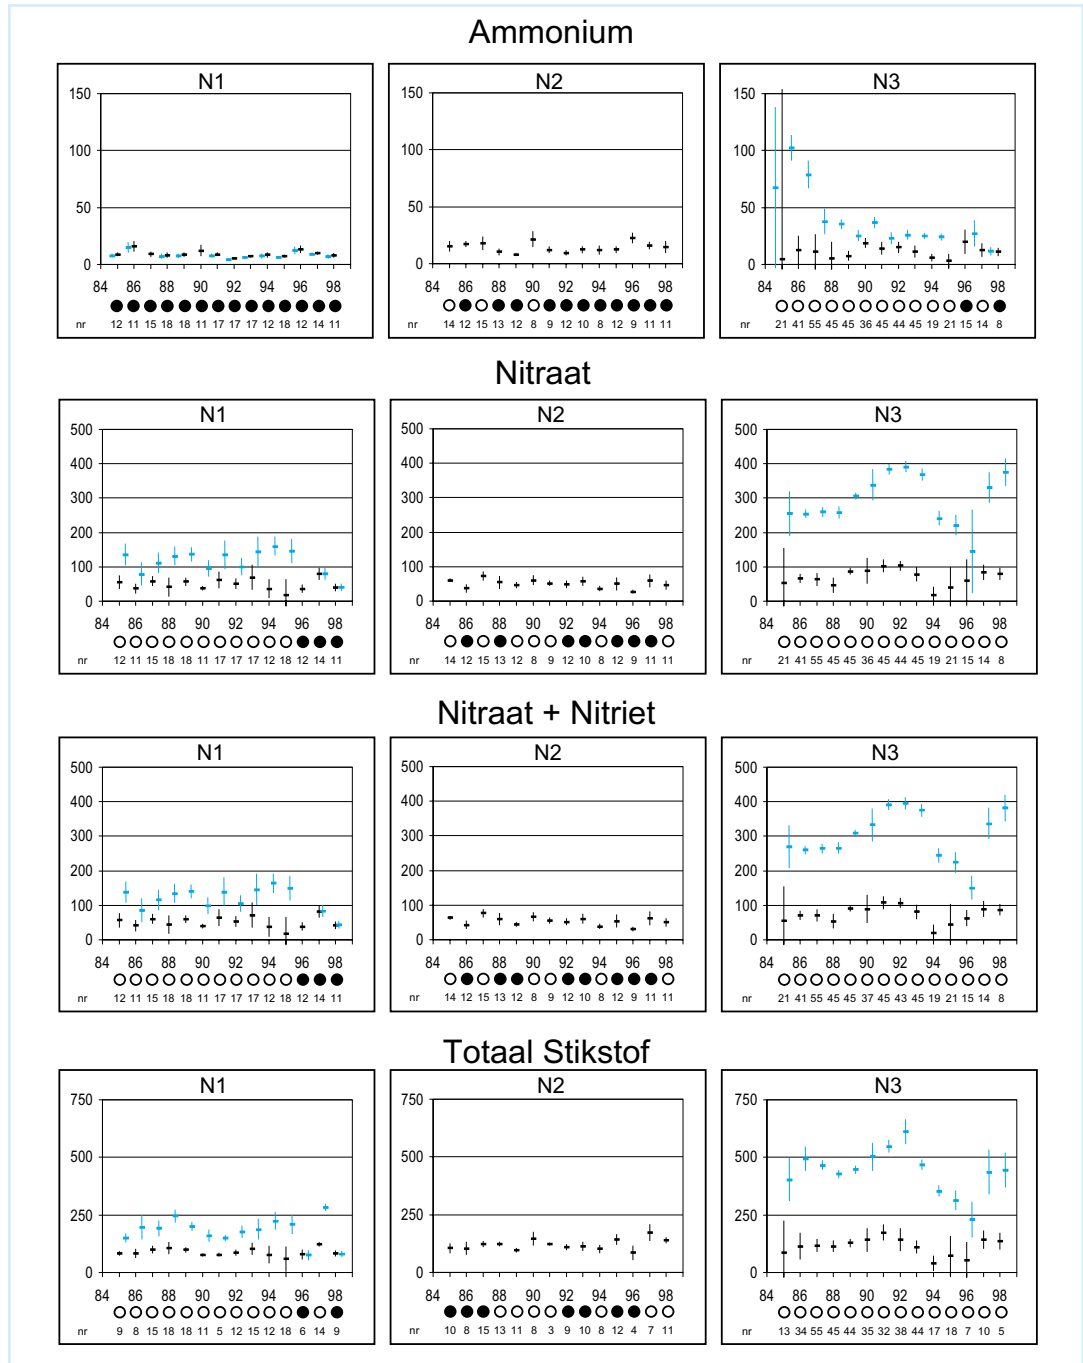 Ammonium
N1 N2 N3
150 150 150
100 100 100
50 50 50
0 0 0
84 86 88 90 92 94 96 98 84 86 88 90 92 94 96 98 84 86 88 90 92 94 96 98
nr 12 11 15 18 18 11 17 17 17 12 18 12 14 11 nr 14 12 15 13 12 8 9 12 10 8 12 9 11 11 nr 21 41 55 45 45 36 45 44 45 19 21 15 14 8
Nitraat
N1 N2 N3
500 500 500
400 400 400
300 300 300
200 200 200
100 100 100
0 0 0
84 86 88 90 92 94 96 98 84 86 88 90 92 94 96 98 84 86 88 90 92 94 96 98
nr 12 11 15 18 18 11 17 17 17 12 18 12 14 11 nr 14 12 15 13 12 8 9 12 10 8 12 9 11 11 nr 21 41 55 45 45 36 45 44 45 19 21 15 14 8
Nitraat + Nitriet
N1 N2 N3
500 500 500
400 400 400
300 300 300
200 200 200
100 100 100
0 0 0
84 86 88 90 92 94 96 98 84 86 88 90 92 94 96 98 84 86 88 90 92 94 96 98
nr 12 11 15 18 18 11 17 17 17 12 18 12 14 11 nr 14 12 15 13 12 8 9 12 10 8 12 9 11 11 nr 21 41 55 45 45 37 45 43 45 19 21 15 14 8
Totaal Stikstof
N1 N2 N3
750 750 750
500 500 500
250 250 250
0 0 0
84 86 88 90 92 94 96 98 84 86 88 90 92 94 96 98 84 86 88 90 92 94 96 98
nr 9 8 15 18 18 11 5 12 15 12 18 6 14 9 nr 10 8 15 13 11 8 3 9 10 8 12 4 7 11 nr 13 34 55 45 44 35 32 38 44 17 18 7 10 5